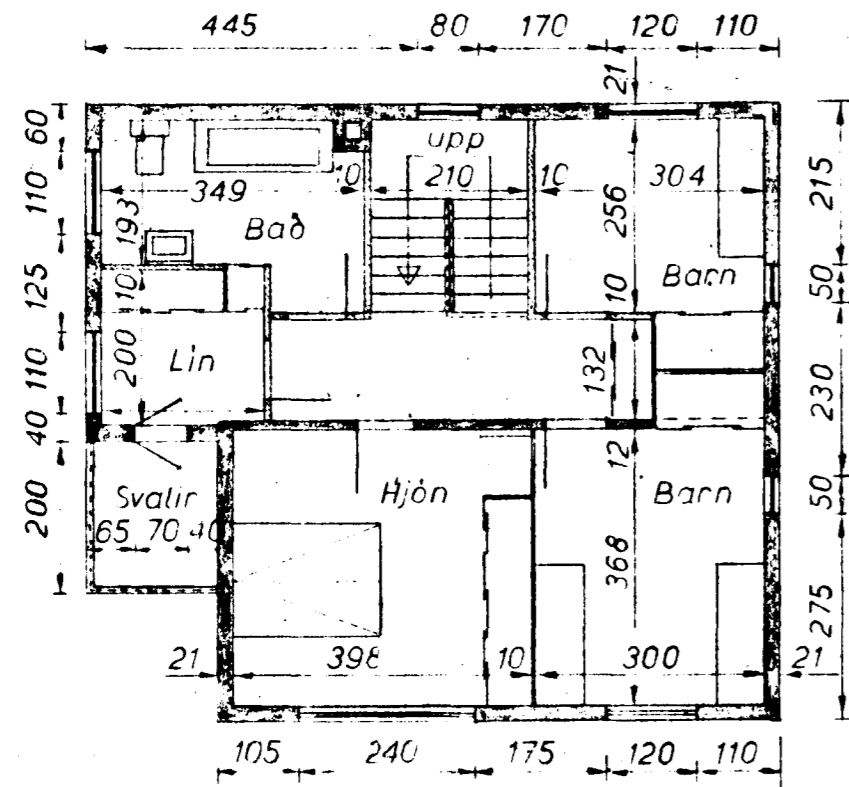 445 80 170 120 110
21
60 110 125 110 40 200
upp
349 10 210 10 304
193 Bað 256 Barn
10 10
200 Lín 132
215 50 230 50 275
12
Svalir Hjón Barn
65 70 40
368
21 398 10 300 21
105 240 175 120 110